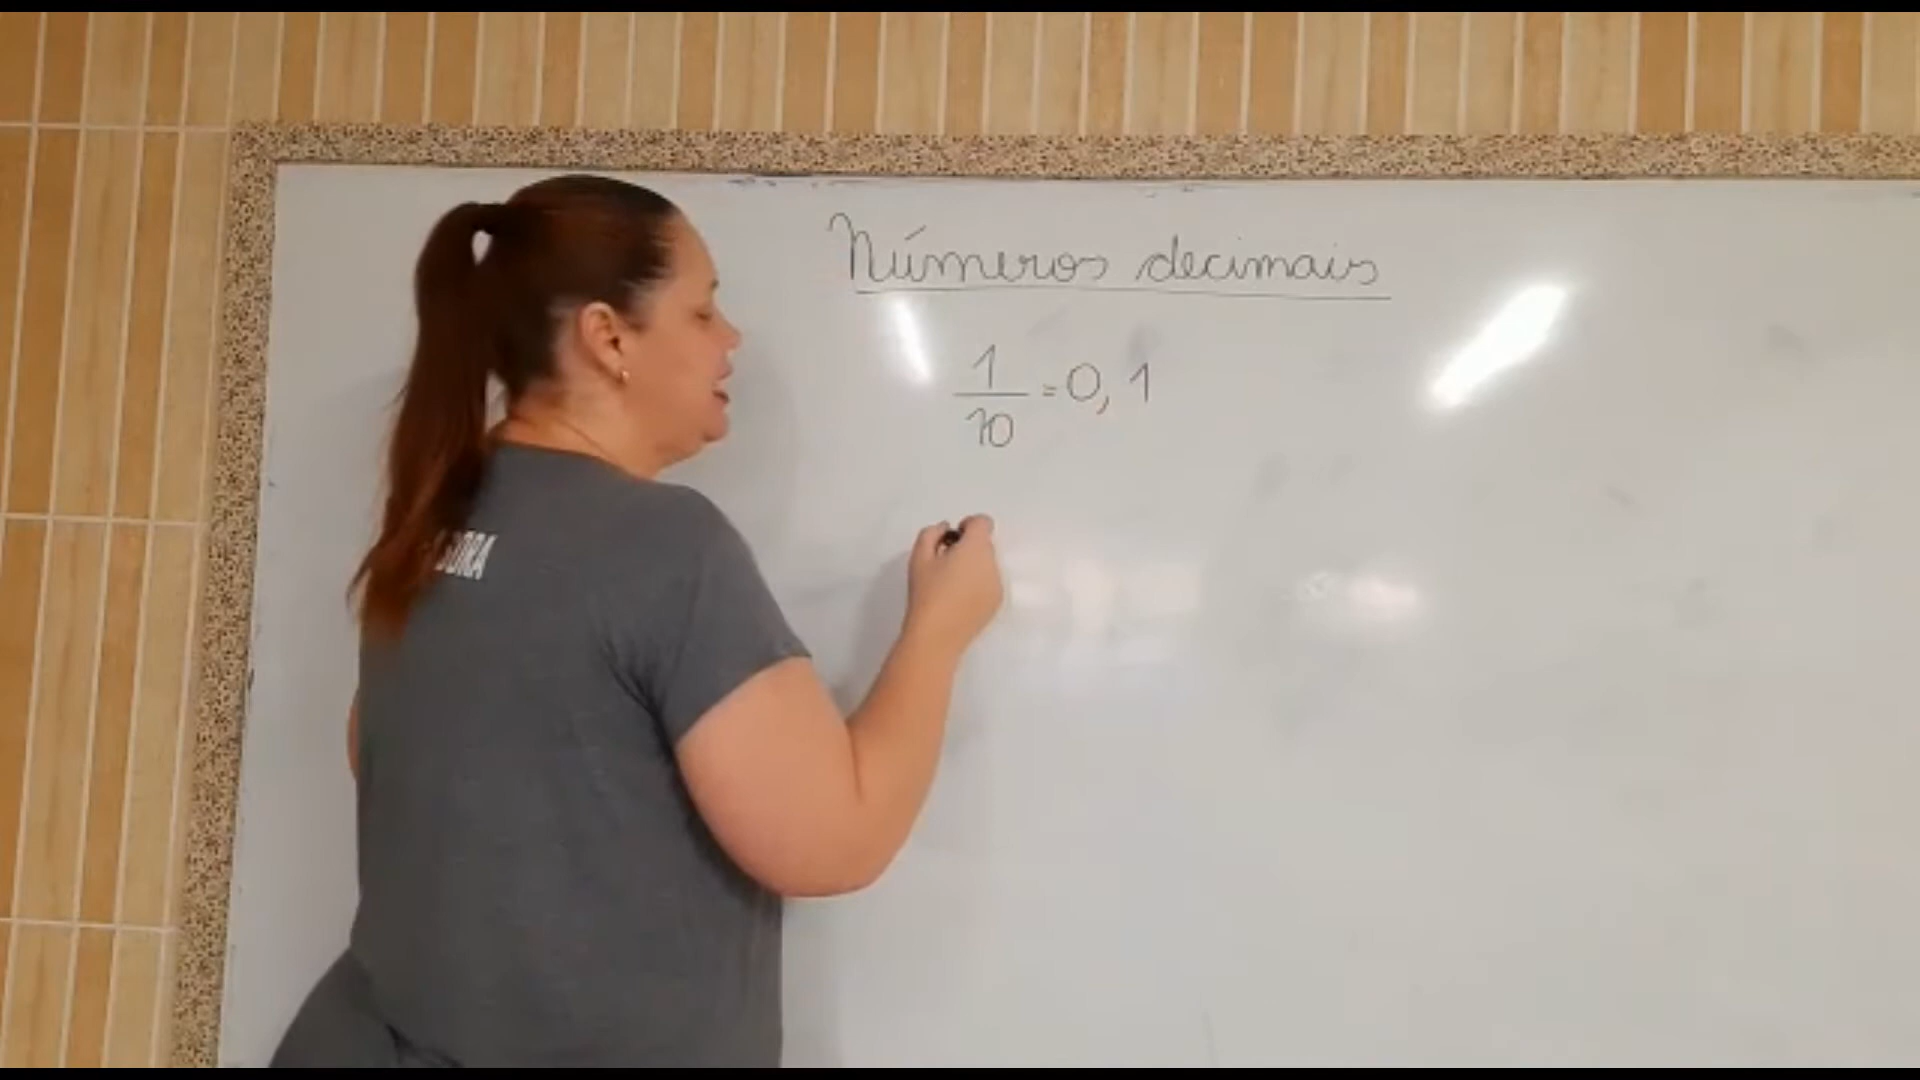 Números decimais
1/10 = 0,1